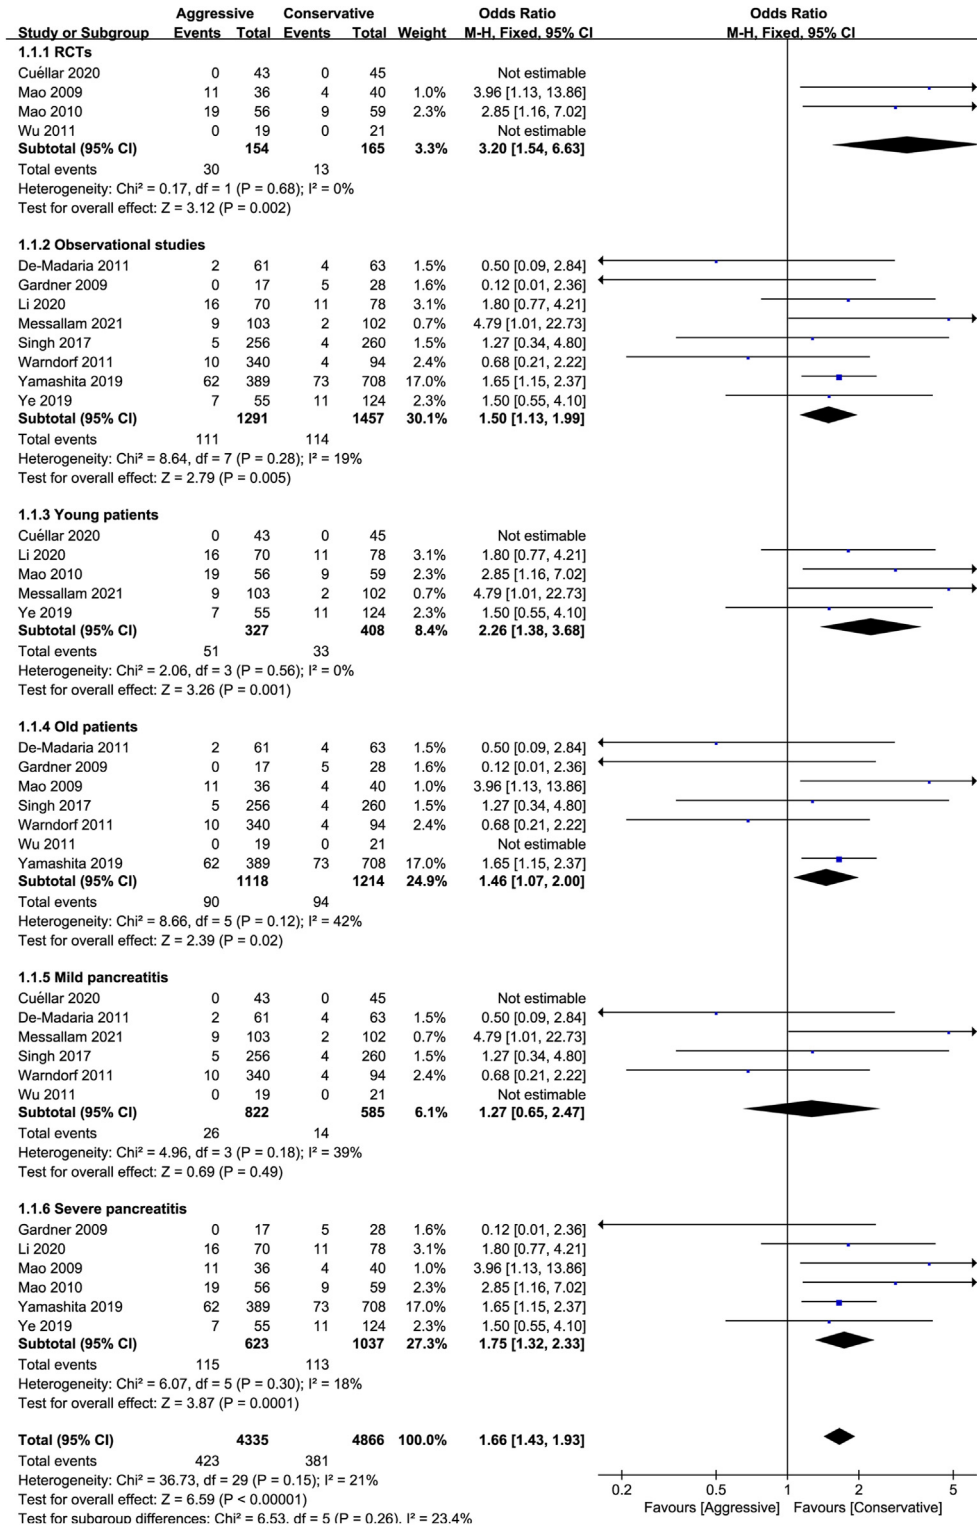 Aggressive Conservative Odds Ratio Odds Ratio
Study or Subgroup Events Total Events Total Weight M-H, Fixed, 95% CI M-H, Fixed, 95% CI
1.1.1 RCTs
Cuéllar 2020 0 43 0 45 Not estimable
Mao 2009 11 36 4 40 1.0% 3.96 [1.13, 13.86]
Mao 2010 19 56 9 59 2.3% 2.85 [1.16, 7.02]
Wu 2011 0 19 0 21 Not estimable
Subtotal (95% CI) 154 165 3.3% 3.20 [1.54, 6.63]
Total events 30 13
Heterogeneity: Chi² = 0.17, df = 1 (P = 0.68); I² = 0%
Test for overall effect: Z = 3.12 (P = 0.002)
1.1.2 Observational studies
De-Madaria 2011 2 61 4 63 1.5% 0.50 [0.09, 2.84]
Gardner 2009 0 17 5 28 1.6% 0.12 [0.01, 2.36]
Li 2020 16 70 11 78 3.1% 1.80 [0.77, 4.21]
Messallam 2021 9 103 2 102 0.7% 4.79 [1.01, 22.73]
Singh 2017 5 256 4 260 1.5% 1.27 [0.34, 4.80]
Warndorf 2011 10 340 4 94 2.4% 0.68 [0.21, 2.22]
Yamashita 2019 62 389 73 708 17.0% 1.65 [1.15, 2.37]
Ye 2019 7 55 11 124 2.3% 1.50 [0.55, 4.10]
Subtotal (95% CI) 1291 1457 30.1% 1.50 [1.13, 1.99]
Total events 111 114
Heterogeneity: Chi² = 8.64, df = 7 (P = 0.28); I² = 19%
Test for overall effect: Z = 2.79 (P = 0.005)
1.1.3 Young patients
Cuéllar 2020 0 43 0 45 Not estimable
Li 2020 16 70 11 78 3.1% 1.80 [0.77, 4.21]
Mao 2010 19 56 9 59 2.3% 2.85 [1.16, 7.02]
Messallam 2021 9 103 2 102 0.7% 4.79 [1.01, 22.73]
Ye 2019 7 55 11 124 2.3% 1.50 [0.55, 4.10]
Subtotal (95% CI) 327 408 8.4% 2.26 [1.38, 3.68]
Total events 51 33
Heterogeneity: Chi² = 2.06, df = 3 (P = 0.56); I² = 0%
Test for overall effect: Z = 3.26 (P = 0.001)
1.1.4 Old patients
De-Madaria 2011 2 61 4 63 1.5% 0.50 [0.09, 2.84]
Gardner 2009 0 17 5 28 1.6% 0.12 [0.01, 2.36]
Mao 2009 11 36 4 40 1.0% 3.96 [1.13, 13.86]
Singh 2017 5 256 4 260 1.5% 1.27 [0.34, 4.80]
Warndorf 2011 10 340 4 94 2.4% 0.68 [0.21, 2.22]
Wu 2011 0 19 0 21 Not estimable
Yamashita 2019 62 389 73 708 17.0% 1.65 [1.15, 2.37]
Subtotal (95% CI) 1118 1214 24.9% 1.46 [1.07, 2.00]
Total events 90 94
Heterogeneity: Chi² = 8.66, df = 5 (P = 0.12); I² = 42%
Test for overall effect: Z = 2.39 (P = 0.02)
1.1.5 Mild pancreatitis
Cuéllar 2020 0 43 0 45 Not estimable
De-Madaria 2011 2 61 4 63 1.5% 0.50 [0.09, 2.84]
Messallam 2021 9 103 2 102 0.7% 4.79 [1.01, 22.73]
Singh 2017 5 256 4 260 1.5% 1.27 [0.34, 4.80]
Warndorf 2011 10 340 4 94 2.4% 0.68 [0.21, 2.22]
Wu 2011 0 19 0 21 Not estimable
Subtotal (95% CI) 822 585 6.1% 1.27 [0.65, 2.47]
Total events 26 14
Heterogeneity: Chi² = 4.96, df = 3 (P = 0.18); I² = 39%
Test for overall effect: Z = 0.69 (P = 0.49)
1.1.6 Severe pancreatitis
Gardner 2009 0 17 5 28 1.6% 0.12 [0.01, 2.36]
Li 2020 16 70 11 78 3.1% 1.80 [0.77, 4.21]
Mao 2009 11 36 4 40 1.0% 3.96 [1.13, 13.86]
Mao 2010 19 56 9 59 2.3% 2.85 [1.16, 7.02]
Yamashita 2019 62 389 73 708 17.0% 1.65 [1.15, 2.37]
Ye 2019 7 55 11 124 2.3% 1.50 [0.55, 4.10]
Subtotal (95% CI) 623 1037 27.3% 1.75 [1.32, 2.33]
Total events 115 113
Heterogeneity: Chi² = 6.07, df = 5 (P = 0.30); I² = 18%
Test for overall effect: Z = 3.87 (P = 0.0001)
Total (95% CI) 4335 4866 100.0% 1.66 [1.43, 1.93]
Total events 423 381
Heterogeneity: Chi² = 36.73, df = 29 (P = 0.15); I² = 21%
Test for overall effect: Z = 6.59 (P < 0.00001)
Test for subgroup differences: Chi² = 6.53, df = 5 (P = 0.26), I² = 23.4%
0.2 0.5 1 2 5
Favours [Aggressive] Favours [Conservative]